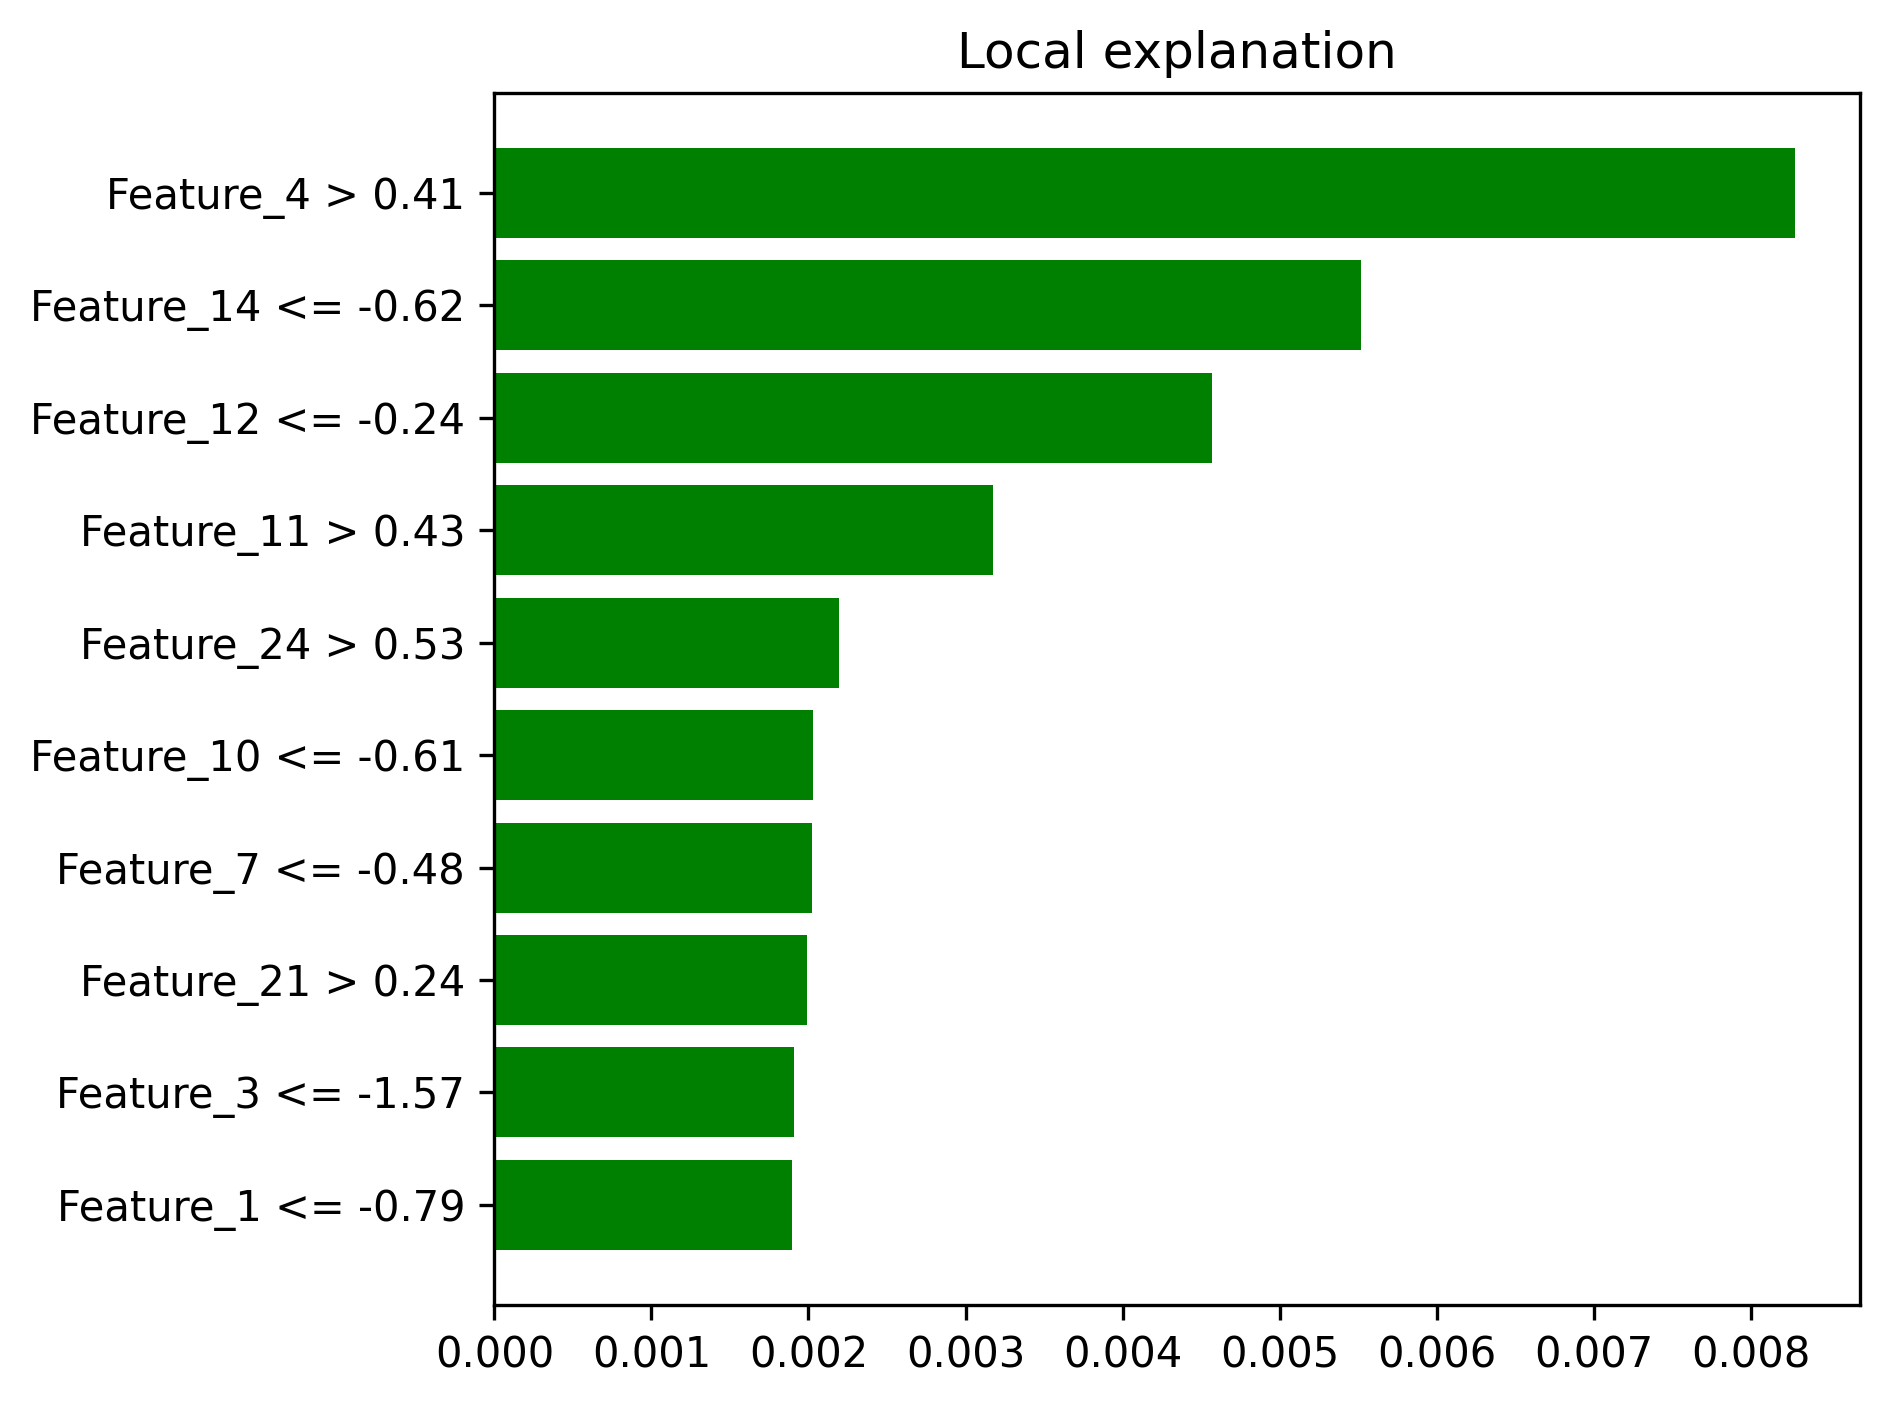 Local explanation
Feature_4 > 0.41
Feature_14 <= -0.62
Feature_12 <= -0.24
Feature_11 > 0.43
Feature_24 > 0.53
Feature_10 <= -0.61
Feature_7 <= -0.48
Feature_21 > 0.24
Feature_3 <= -1.57
Feature_1 <= -0.79
0.000 0.001 0.002 0.003 0.004 0.005 0.006 0.007 0.008